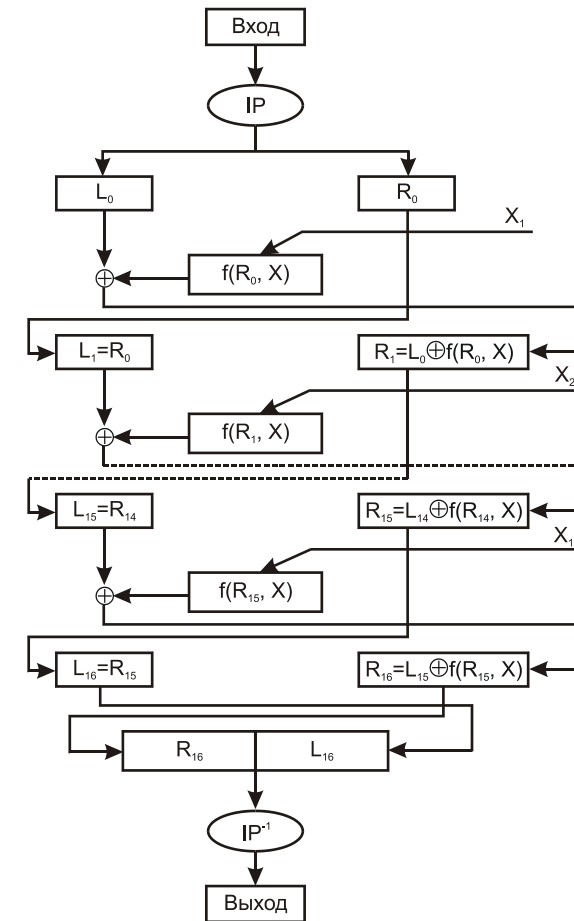 Вход
IP
L₀
R₀
X₁
f(R₀, X)
L₁=R₀
R₁=L₀⊕f(R₀, X)
X₂
f(R₁, X)
L₁₅=R₁₄
R₁₅=L₁₄⊕f(R₁₄, X)
X₁
f(R₁₅, X)
L₁₆=R₁₅
R₁₆=L₁₅⊕f(R₁₅, X)
R₁₆
L₁₆
IP⁻¹
Выход